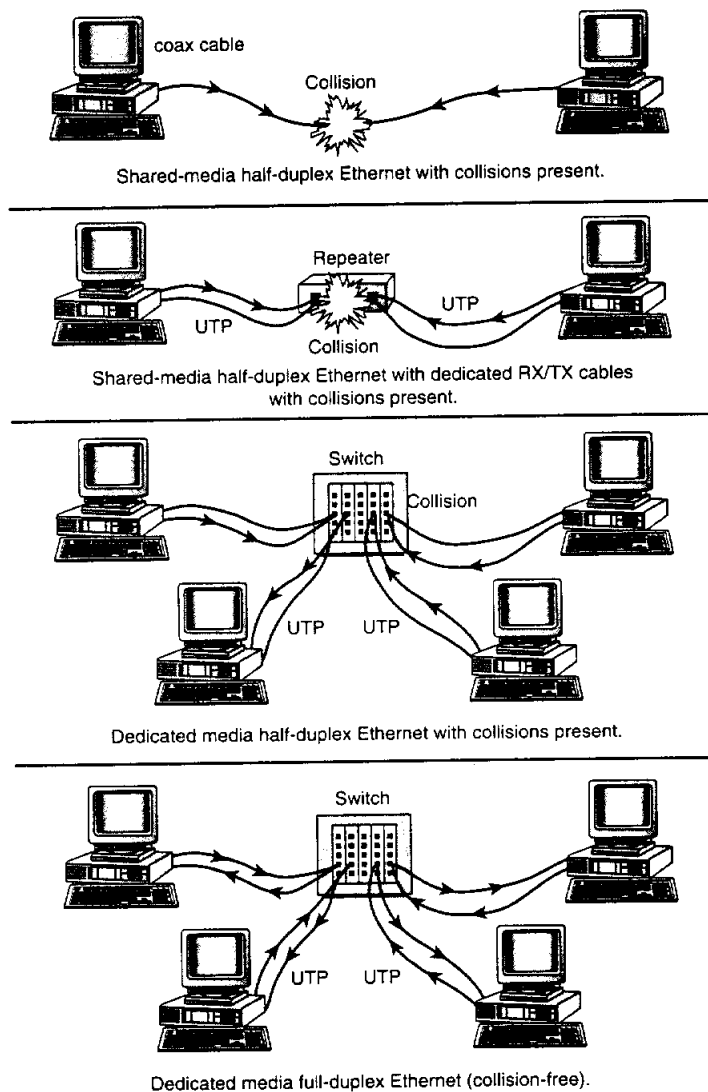 coax cable
Collision
Shared-media half-duplex Ethernet with collisions present.
Repeater
UTP
UTP
Collision
Shared-media half-duplex Ethernet with dedicated RX/TX cables
with collisions present.
Switch
Collision
UTP
UTP
Dedicated media half-duplex Ethernet with collisions present.
Switch
UTP
UTP
Dedicated media full-duplex Ethernet (collision-free).